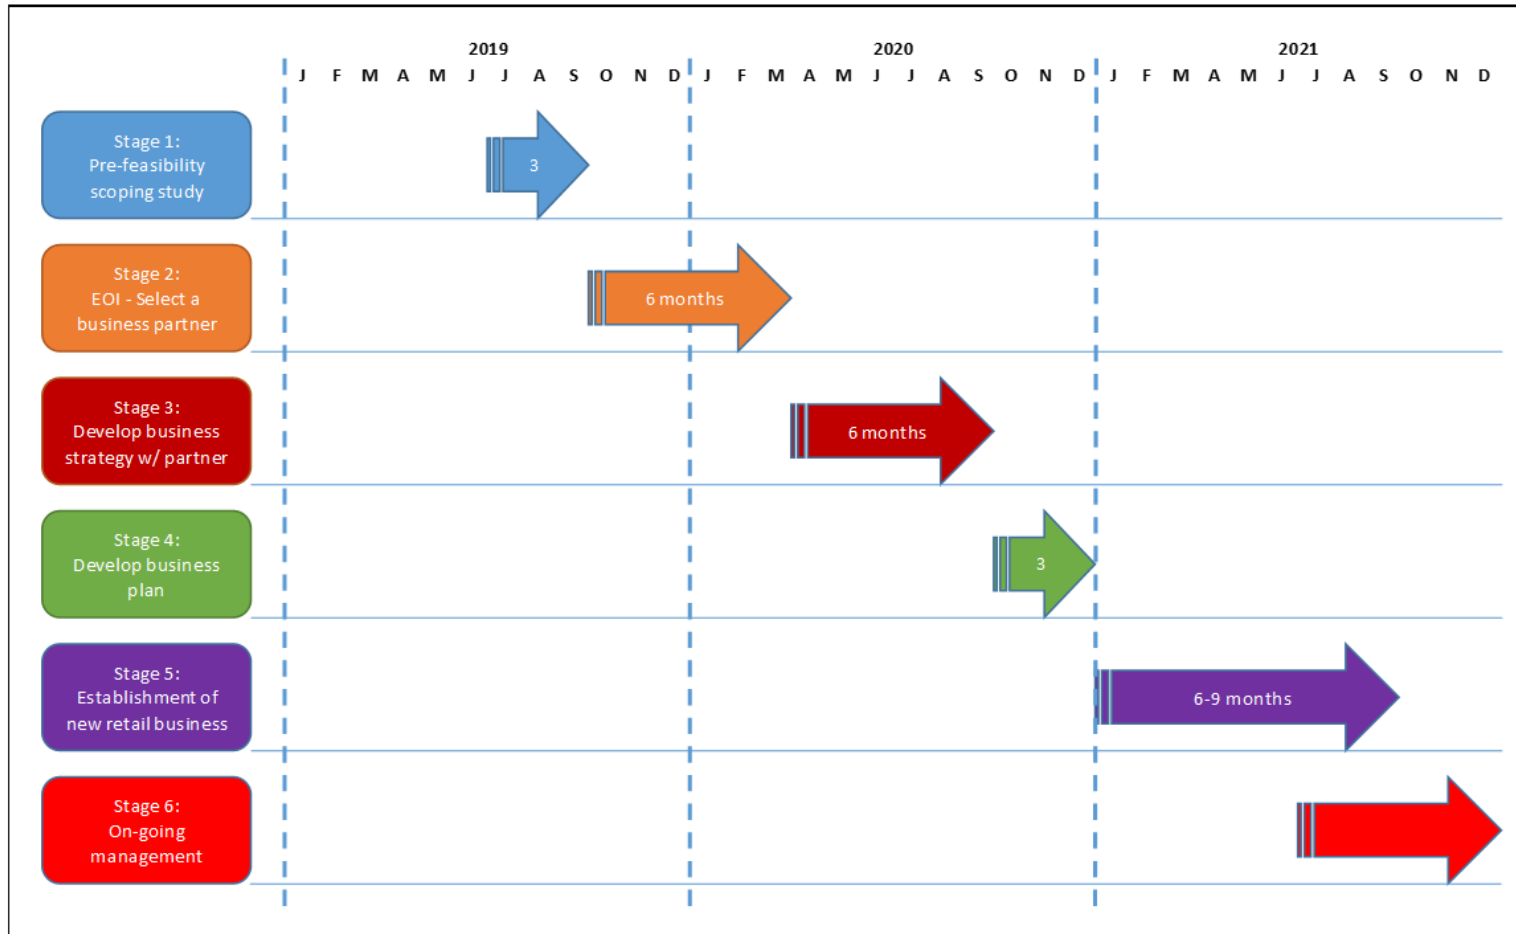 2019 2020 2021
J F M A M J J A S O N D J F M A M J J A S O N D J F M A M J J A S O N D
Stage 1:
Pre-feasibility
scoping study
3
Stage 2:
EOI - Select a
business partner
6 months
Stage 3:
Develop business
strategy w/ partner
6 months
Stage 4:
Develop business
plan
3
Stage 5:
Establishment of
new retail business
6-9 months
Stage 6:
On-going
management